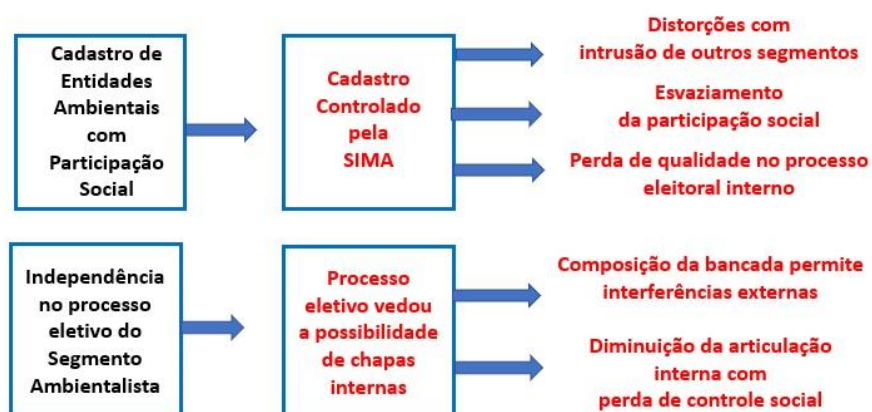 Cadastro de
Entidades
Ambientais
com
Participação
Social
Cadastro
Controlado
pela
SIMA
Distorções com
intrusão de outros segmentos
Esvaziamento
da participação social
Perda de qualidade no processo
eleitoral interno
Independência
no processo
eletivo do
Segmento
Ambientalista
Processo
eletivo vedou
a possibilidade
de chapas
internas
Composição da bancada permite
interferências externas
Diminuição da articulação
interna com
perda de controle social